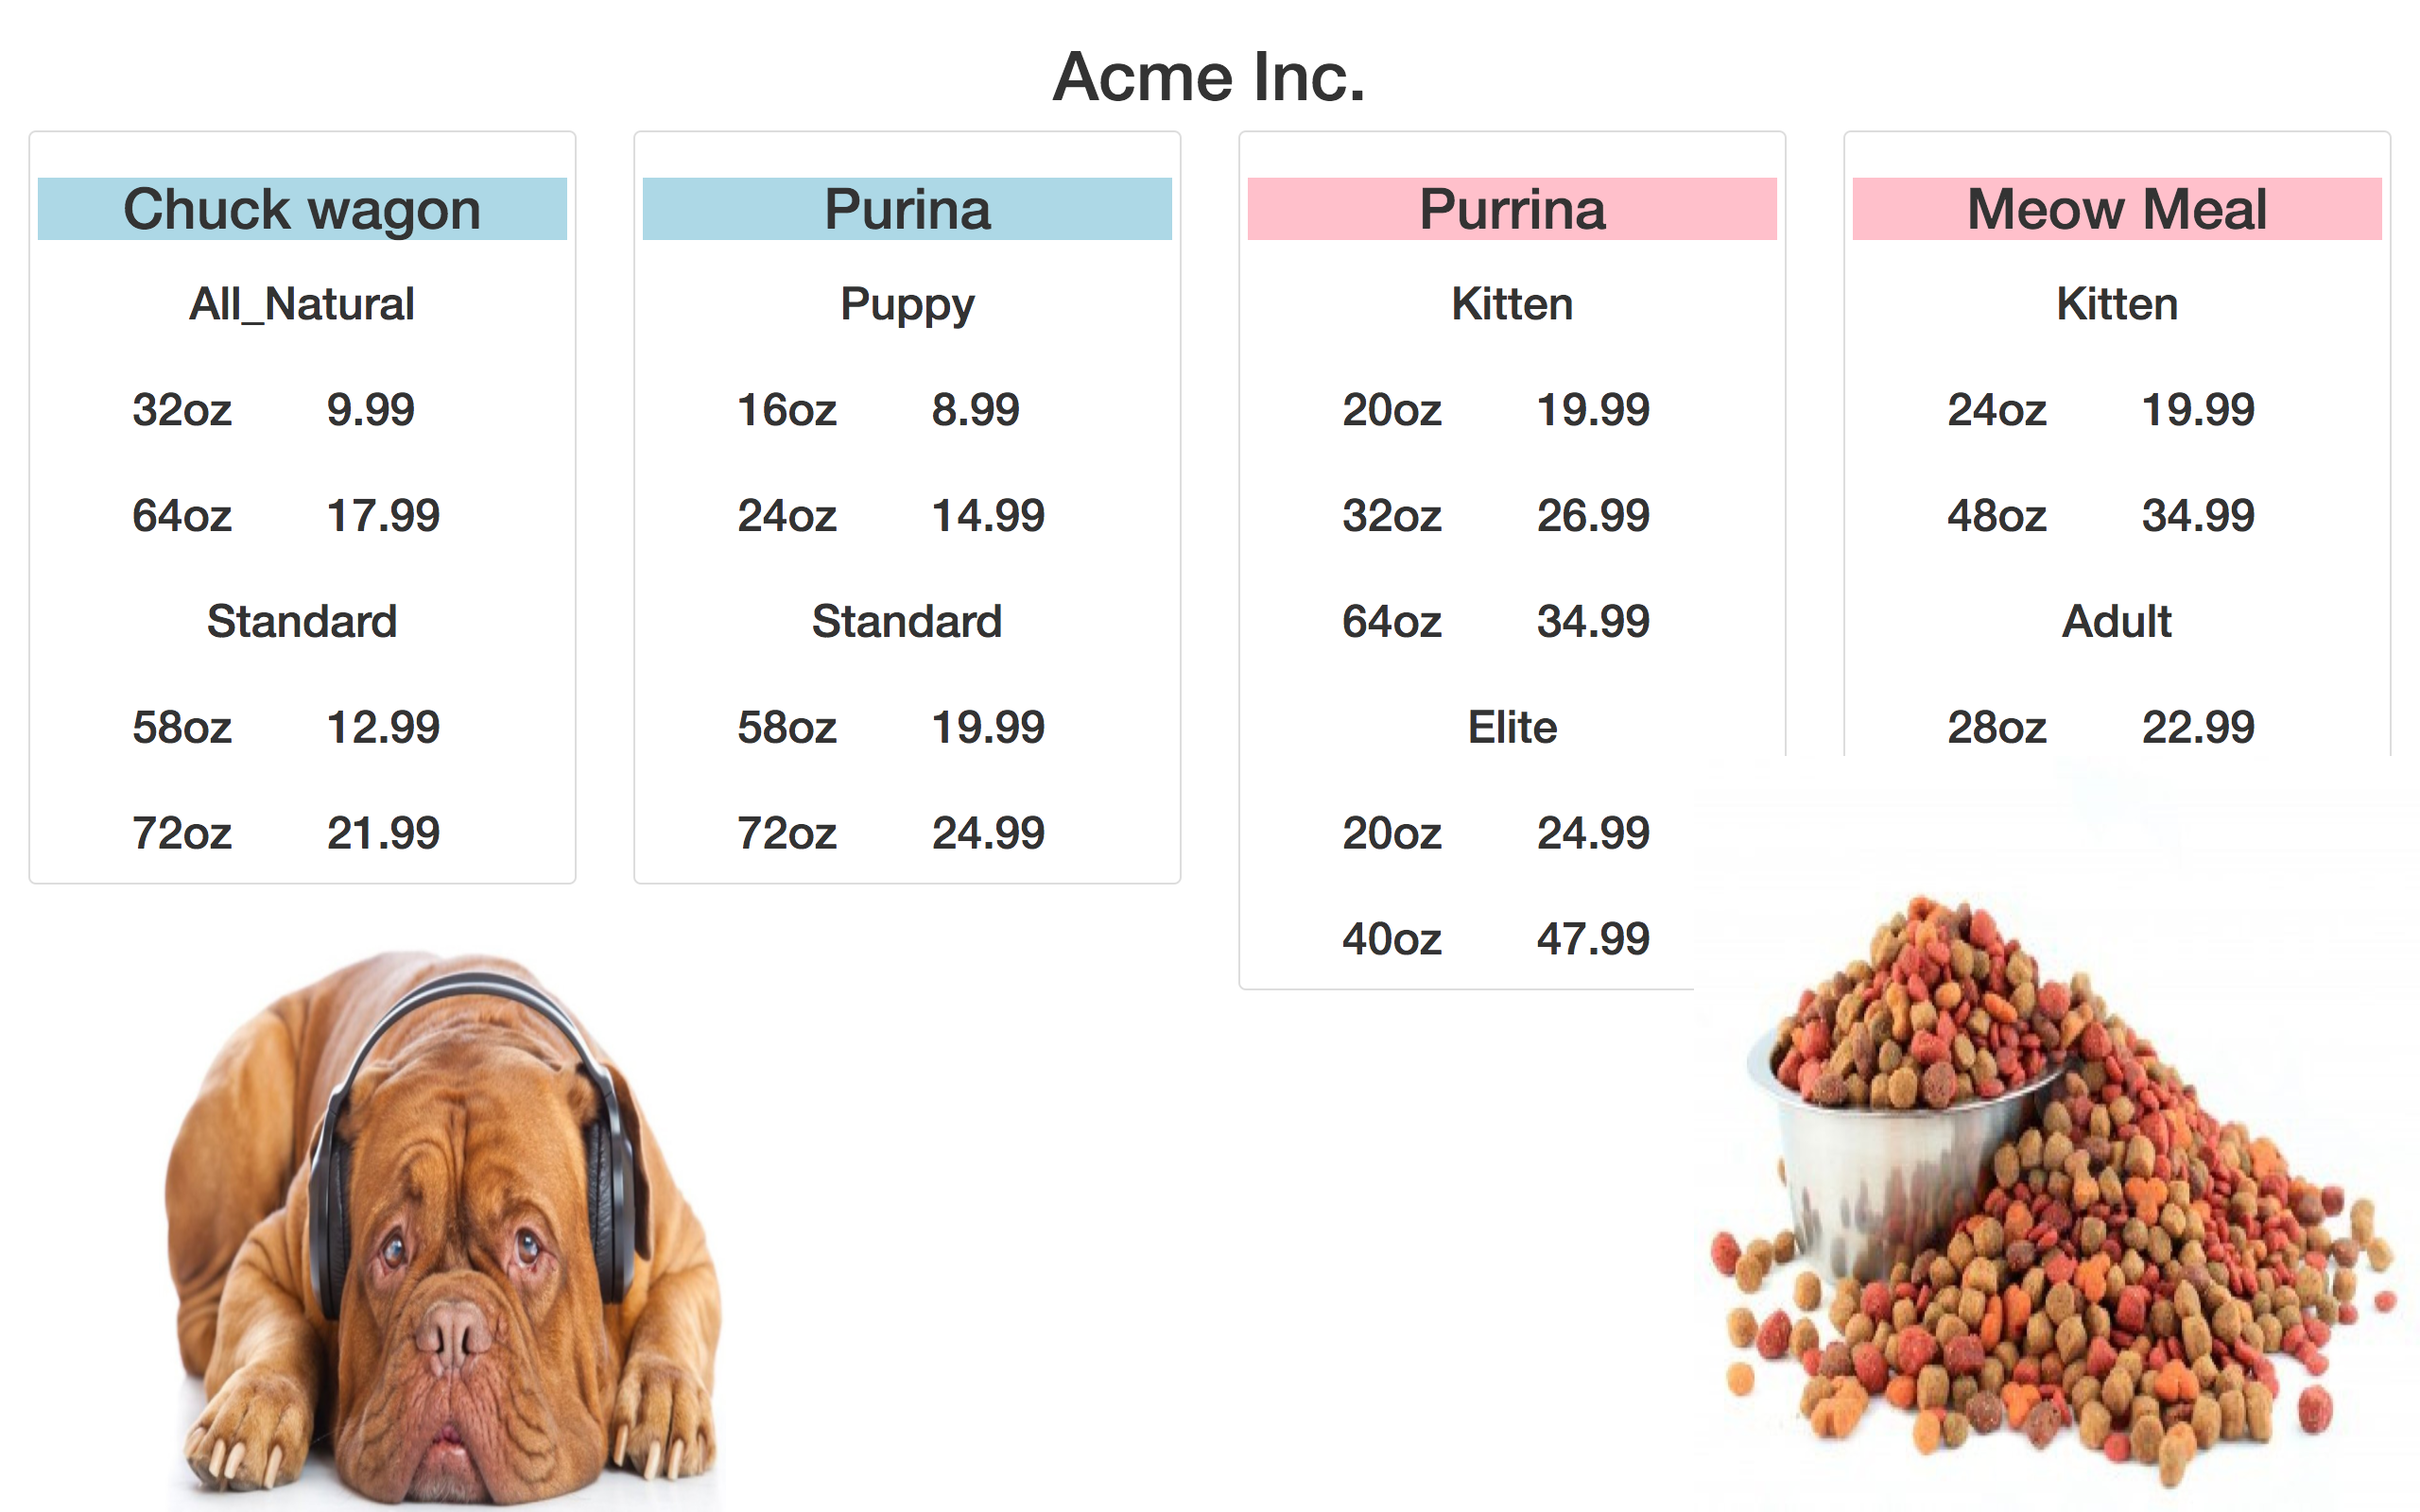 Acme Inc.
Chuck wagon
All_Natural
32oz 9.99
64oz 17.99
Standard
58oz 12.99
72oz 21.99
Purina
Puppy
16oz 8.99
24oz 14.99
Standard
58oz 19.99
72oz 24.99
Purrina
Kitten
20oz 19.99
32oz 26.99
64oz 34.99
Elite
20oz 24.99
40oz 47.99
Meow Meal
Kitten
24oz 19.99
48oz 34.99
Adult
28oz 22.99